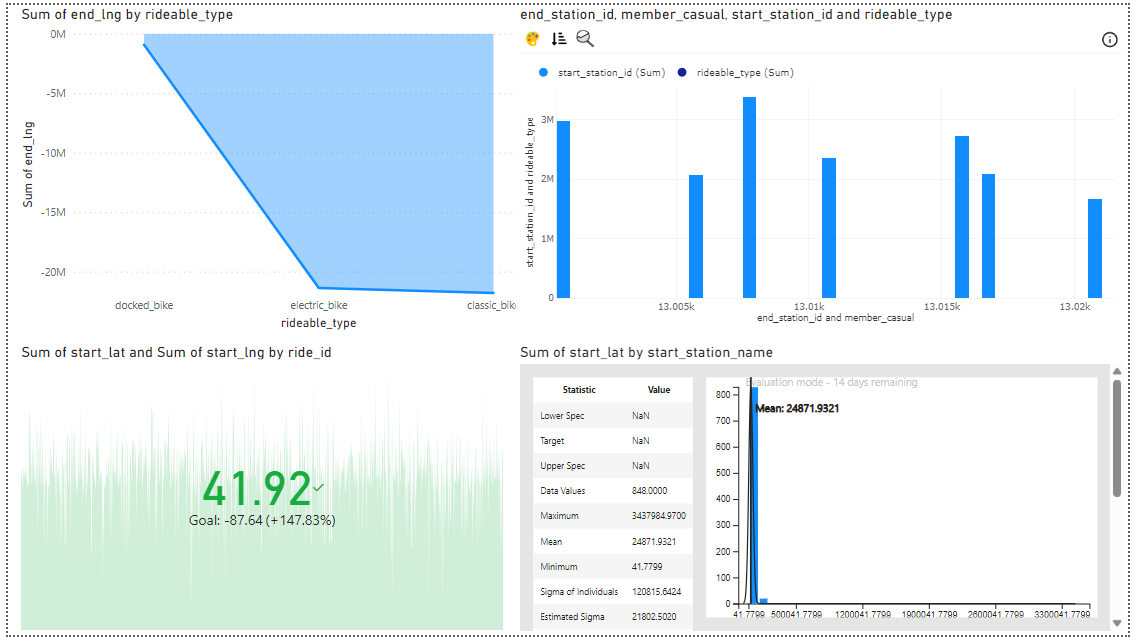 Sum of end_lng by rideable_type
0M
-5M
-10M
-15M
-20M
Sum of end_lng
docked_bike electric_bike classic_bik
rideable_type
end_station_id, member_casual, start_station_id and rideable_type
start_station_id (Sum) rideable_type (Sum)
3M
2M
1M
0
start_station_id and rideable_type
13.005k 13.01k 13.015k 13.02k
end_station_id and member_casual
Sum of start_lat and Sum of start_lng by ride_id
41.92
Goal: -87.64 (+147.83%)
Sum of start_lat by start_station_name
Statistic Value
Lower Spec NaN
Target NaN
Upper Spec NaN
Data Values 848.0000
Maximum 3437984.9700
Mean 24871.9321
Minimum 41.7799
Sigma of Individuals 120815.6424
Estimated Sigma 21802.5020
Evaluation mode - 14 days remaining
Mean: 24871.9321
800
700
600
500
400
300
200
100
0
41.7799 500041.7799 1200041.7799 1900041.7799 2600041.7799 3300041.7799